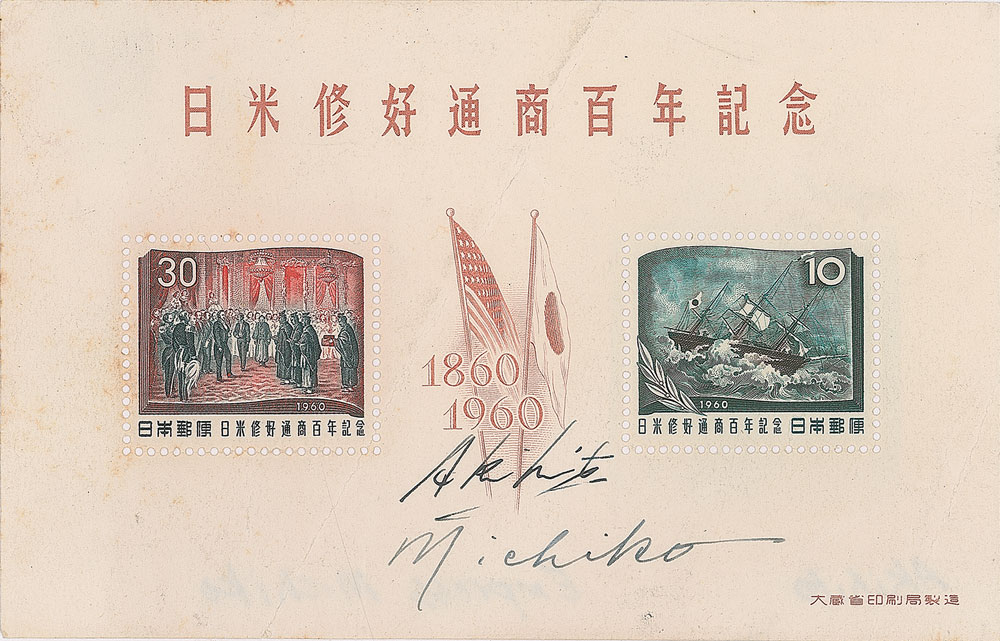 日米修好通商百年記念
30
1960
日本郵便 日米修好通商百年記念
1860
1960
10
1960
日米修好通商百年記念 日本郵便
Akihito
Michiko
大蔵省印刷局製造